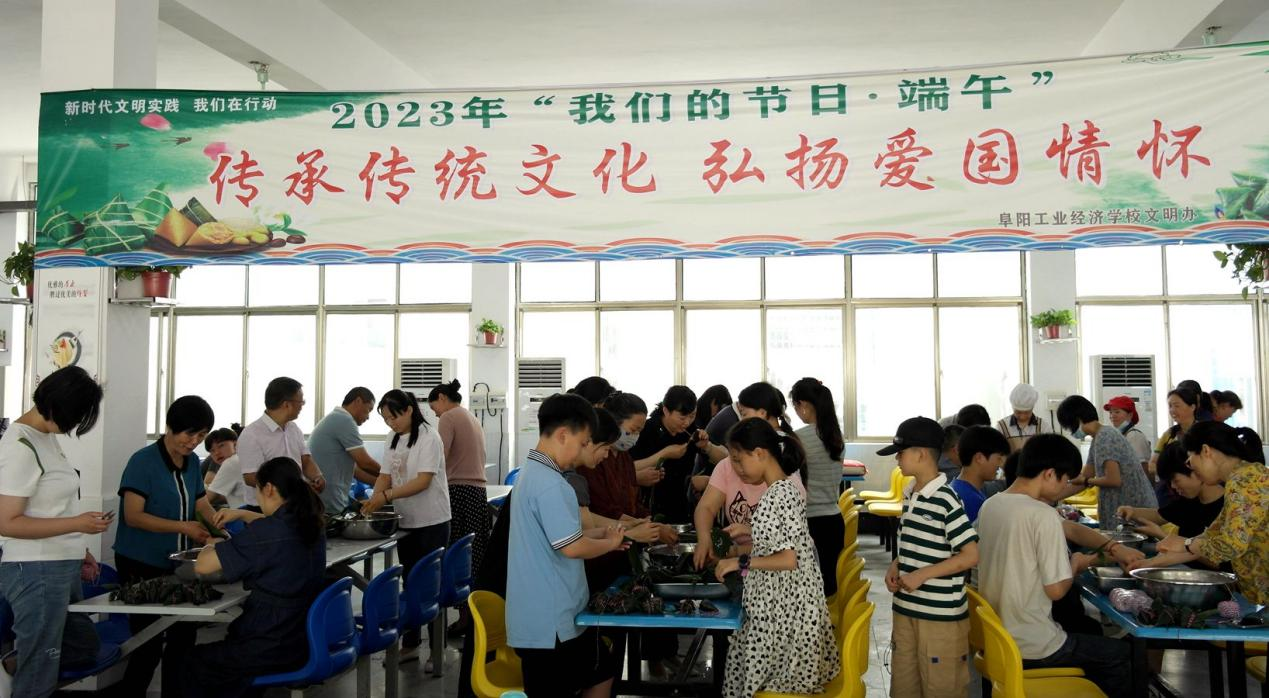 新时代文明实践 我们在行动
2023年“我们的节日·端午”
传承传统文化 弘扬爱国情怀
阜阳工业经济学校文明办